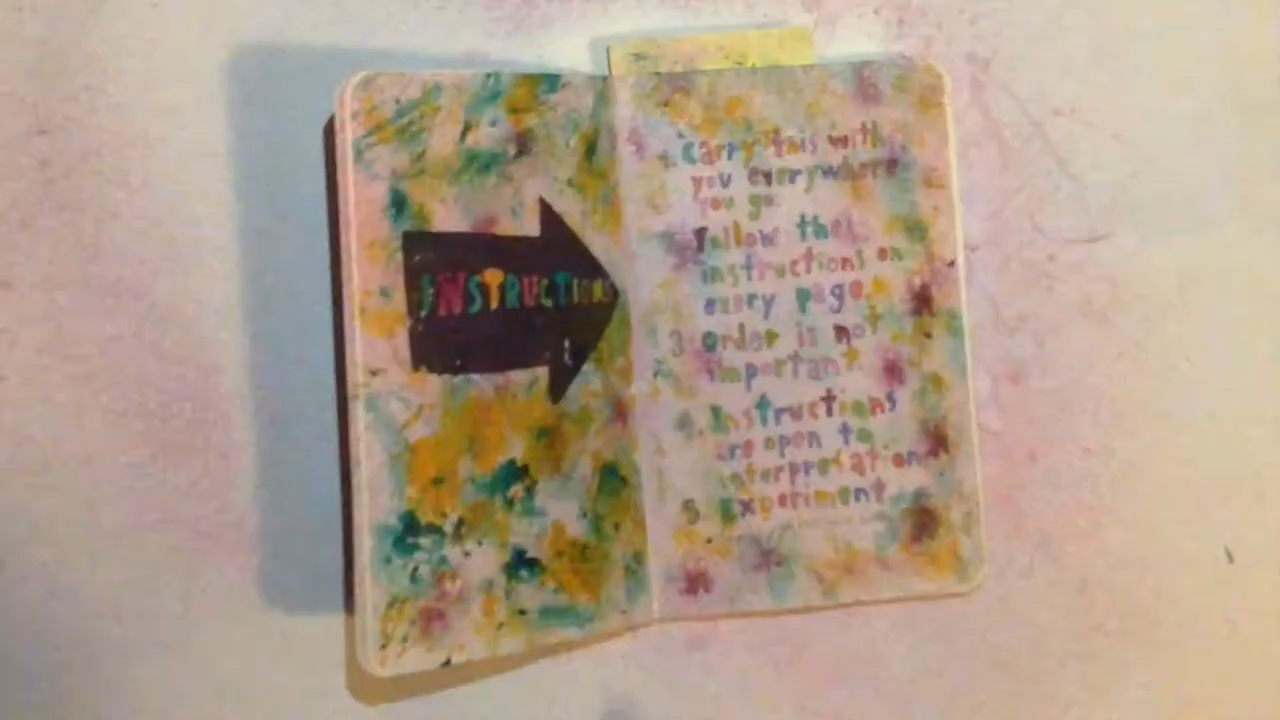 INSTRUCTIONS
1. Carry this with
you everywhere
you go.
Follow the
instructions on
every page.
3. Order is not
important.
4. Instructions
are open to
interpretation.
5. Experiment